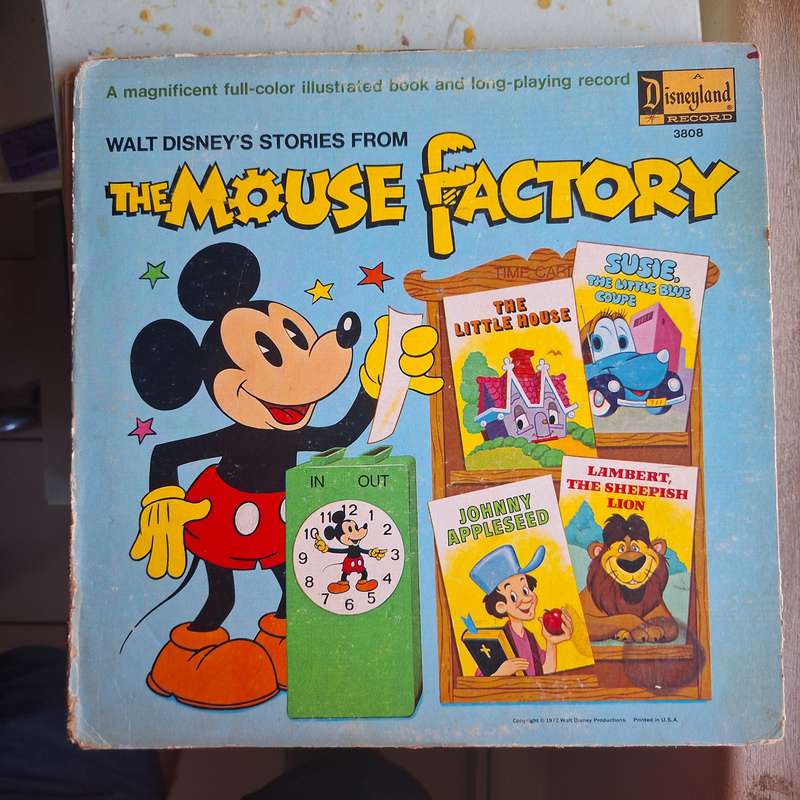 A magnificent full-color illustrated book and long-playing record
A
Disneyland
®
RECORD
3808
WALT DISNEY'S STORIES FROM
THE MOUSE FACTORY
TIME CAR
SUSIE,
THE LITTLE BLUE
COUPE
THE
LITTLE HOUSE
IN OUT
12
11 1
10 2
9 3
8 4
7 5
6
JOHNNY
APPLESEED
LAMBERT,
THE SHEEPISH
LION
Copyright © 1972 Walt Disney Productions Printed in U.S.A.